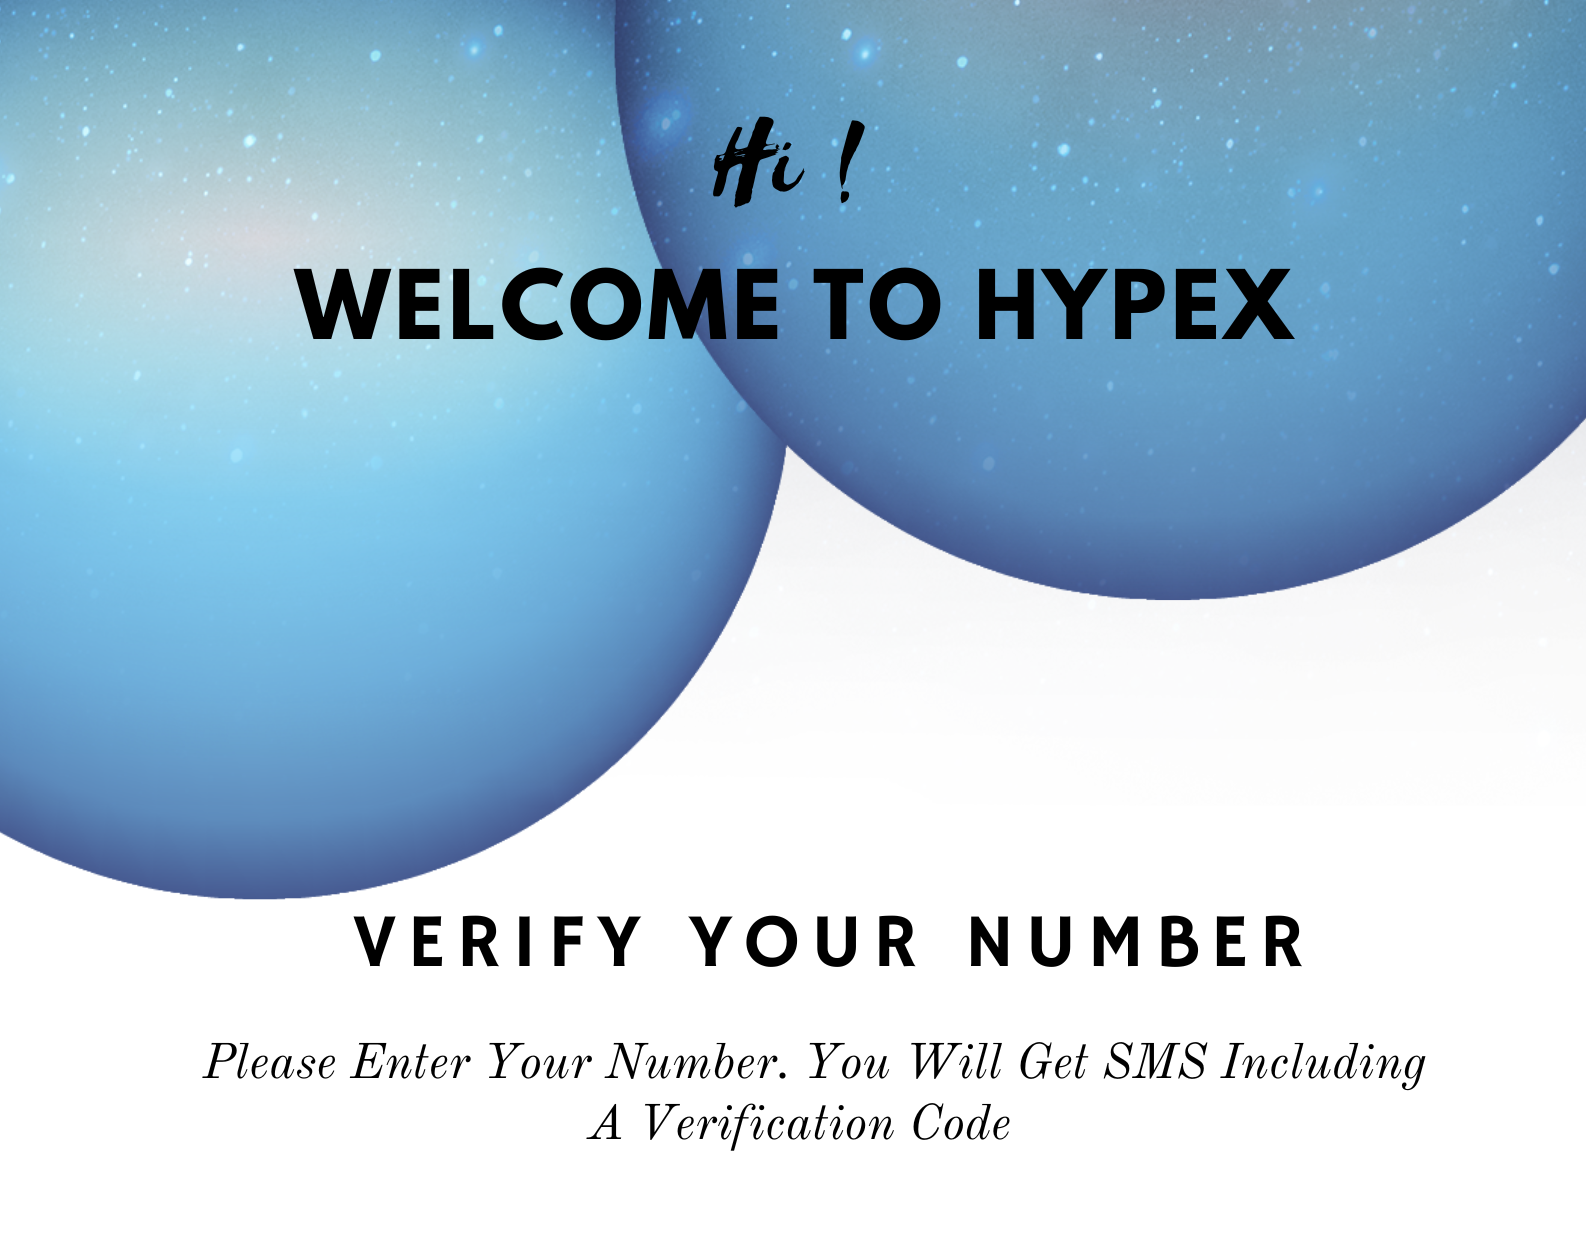 Hi !
WELCOME TO HYPEX
VERIFY YOUR NUMBER
Please Enter Your Number. You Will Get SMS Including
A Verification Code